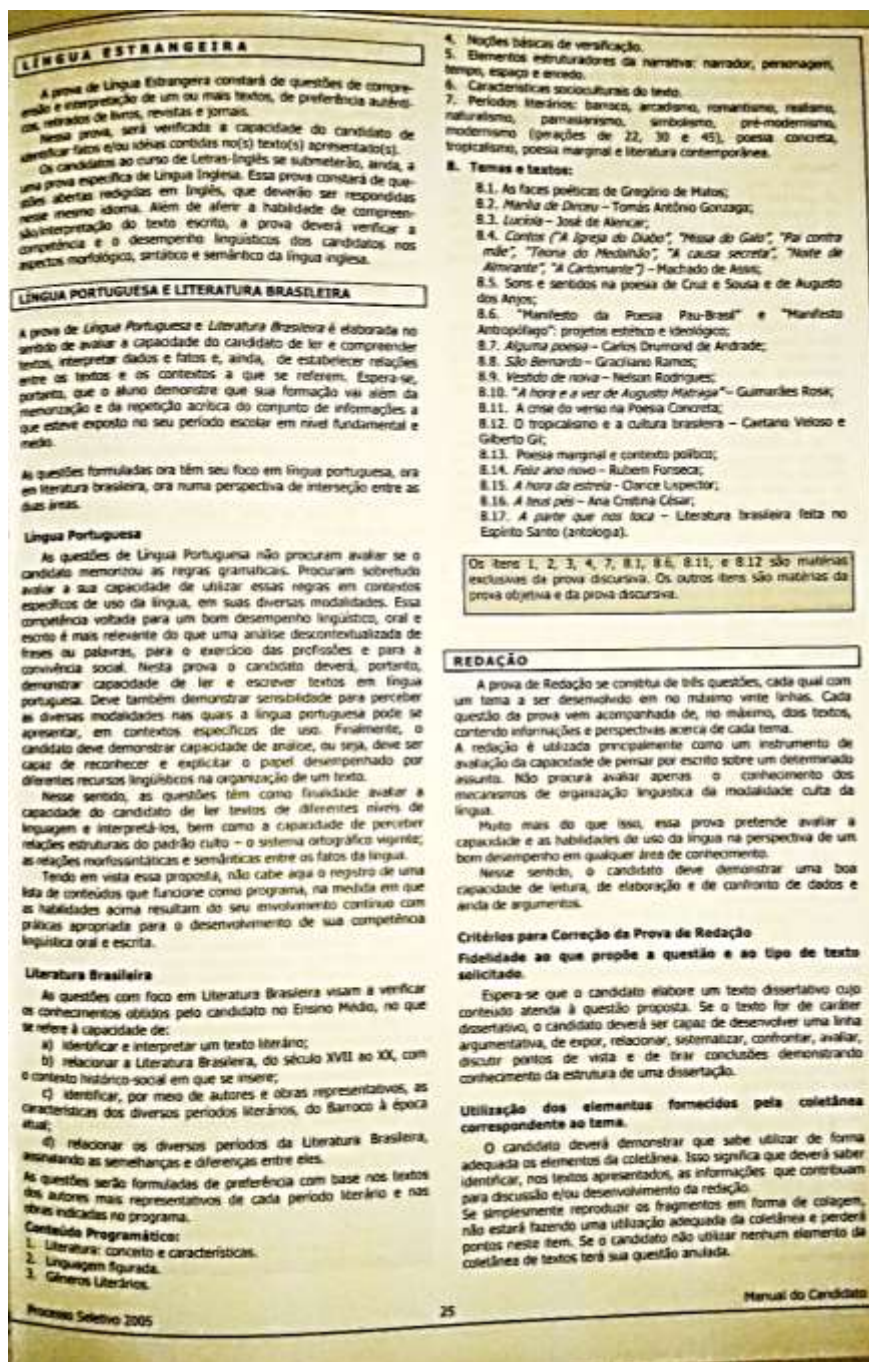 LÍNGUA ESTRANGEIRA
A prova de Língua Estrangeira constará de questões de compre-
ensão e interpretação de um ou mais textos, de preferência autênti-
cos, retirados de livros, revistas e jornais.
Nessa prova, será verificada a capacidade do candidato de
identificar fatos e/ou idéias contidas no(s) texto(s) apresentado(s).
Os candidatos ao curso de Letras-Inglês se submeterão, ainda, a
uma prova específica de Língua Inglesa. Essa prova constará de ques-
tões abertas redigidas em Inglês, que deverão ser respondidas
nesse mesmo idioma. Além de aferir a habilidade de compreen-
são/interpretação do texto escrito, a prova deverá verificar a
competência e o desempenho lingüísticos dos candidatos nos
aspectos morfológico, sintático e semântico da língua inglesa.
LÍNGUA PORTUGUESA E LITERATURA BRASILEIRA
A prova de Língua Portuguesa e Literatura Brasileira é elaborada no
sentido de avaliar a capacidade do candidato de ler e compreender
textos, interpretar dados e fatos e, ainda, de estabelecer relações
entre os textos e os contextos a que se referem. Espera-se,
portanto, que o aluno demonstre que sua formação vai além da
memorização e da repetição acrítica do conjunto de informações a
que esteve exposto no seu período escolar em nível fundamental e
médio.
As questões formuladas ora têm seu foco em língua portuguesa, ora
em literatura brasileira, ora numa perspectiva de interseção entre as
duas áreas.
Língua Portuguesa
As questões de Língua Portuguesa não procuram avaliar se o
candidato memorizou as regras gramaticais. Procuram sobretudo
avaliar a sua capacidade de utilizar essas regras em contextos
específicos de uso da língua, em suas diversas modalidades. Essa
competência voltada para um bom desempenho lingüístico, oral e
escrito é mais relevante do que uma análise descontextualizada de
frases ou palavras, para o exercício das profissões e para a
convivência social. Nesta prova o candidato deverá, portanto,
demonstrar capacidade de ler e escrever textos em língua
portuguesa. Deve também demonstrar sensibilidade para perceber
as diversas modalidades nas quais a língua portuguesa pode se
apresentar, em contextos específicos de uso. Finalmente, o
candidato deve demonstrar capacidade de análise, ou seja, deve ser
capaz de reconhecer e explicitar o papel desempenhado por
diferentes recursos lingüísticos na organização de um texto.
Nesse sentido, as questões têm como finalidade avaliar a
capacidade do candidato de ler textos de diferentes níveis de
linguagem e interpretá-los, bem como a capacidade de perceber
relações estruturais do padrão culto – o sistema ortográfico vigente;
as relações morfossintáticas e semânticas entre os fatos da língua.
Tendo em vista essa proposta, não cabe aqui o registro de uma
lista de conteúdos que funcione como programa, na medida em que
as habilidades acima resultam do seu envolvimento contínuo com
práticas apropriada para o desenvolvimento de sua competência
lingüística oral e escrita.
Literatura Brasileira
As questões com foco em Literatura Brasileira visam a verificar
os conhecimentos obtidos pelo candidato no Ensino Médio, no que
se refere à capacidade de:
a) identificar e interpretar um texto literário;
b) relacionar a Literatura Brasileira, do século XVII ao XX, com
o contexto histórico-social em que se insere;
c) identificar, por meio de autores e obras representativos, as
características dos diversos períodos literários, do Barroco à época
atual;
d) relacionar os diversos períodos da Literatura Brasileira,
assinalando as semelhanças e diferenças entre eles.
As questões serão formuladas de preferência com base nos textos
dos autores mais representativos de cada período literário e nas
obras indicadas no programa.
Conteúdo Programático:
1. Literatura: conceito e características.
2. Linguagem figurada.
3. Gêneros Literários.
4. Noções básicas de versificação.
5. Elementos estruturadores da narrativa: narrador, personagem,
tempo, espaço e enredo.
6. Características socioculturais do texto.
7. Períodos literários: barroco, arcadismo, romantismo, realismo,
naturalismo, parnasianismo, simbolismo, pré-modernismo,
modernismo (gerações de 22, 30 e 45), poesia concreta,
tropicalismo, poesia marginal e literatura contemporânea.
8. Temas e textos:
8.1. As faces poéticas de Gregório de Matos;
8.2. Marília de Dirceu – Tomás Antônio Gonzaga;
8.3. Lucíola – José de Alencar;
8.4. Contos ("A Igreja do Diabo", "Missa do Galo", "Pai contra
mãe", "Teoria do Medalhão", "A causa secreta", "Noite de
Almirante", "A Cartomante") – Machado de Assis;
8.5. Sons e sentidos na poesia de Cruz e Sousa e de Augusto
dos Anjos;
8.6. "Manifesto da Poesia Pau-Brasil" e "Manifesto
Antropófago": projetos estético e ideológico;
8.7. Alguma poesia – Carlos Drumond de Andrade;
8.8. São Bernardo – Graciliano Ramos;
8.9. Vestido de noiva – Nelson Rodrigues;
8.10. "A hora e a vez de Augusto Matraga"– Guimarães Rosa;
8.11. A crise do verso na Poesia Concreta;
8.12. O tropicalismo e a cultura brasileira – Caetano Veloso e
Gilberto Gil;
8.13. Poesia marginal e contexto político;
8.14. Feliz ano novo – Rubem Fonseca;
8.15. A hora da estrela - Clarice Lispector;
8.16. A teus pés – Ana Cristina César;
8.17. A parte que nos toca – Literatura brasileira feita no
Espírito Santo (antologia).
Os itens 1, 2, 3, 4, 7, 8.1, 8.6, 8.11, e 8.12 são matérias
exclusivas da prova discursiva. Os outros itens são matérias da
prova objetiva e da prova discursiva.
REDAÇÃO
A prova de Redação se constitui de três questões, cada qual com
um tema a ser desenvolvido em no máximo vinte linhas. Cada
questão da prova vem acompanhada de, no máximo, dois textos,
contendo informações e perspectivas acerca de cada tema.
A redação é utilizada principalmente como um instrumento de
avaliação da capacidade de pensar por escrito sobre um determinado
assunto. Não procura avaliar apenas o conhecimento dos
mecanismos de organização lingüística da modalidade culta da
língua.
Muito mais do que isso, essa prova pretende avaliar a
capacidade e as habilidades de uso da língua na perspectiva de um
bom desempenho em qualquer área de conhecimento.
Nesse sentido, o candidato deve demonstrar uma boa
capacidade de leitura, de elaboração e de confronto de dados e
ainda de argumentos.
Critérios para Correção da Prova de Redação
Fidelidade ao que propõe a questão e ao tipo de texto
solicitado.
Espera-se que o candidato elabore um texto dissertativo cujo
conteúdo atenda à questão proposta. Se o texto for de caráter
dissertativo, o candidato deverá ser capaz de desenvolver uma linha
argumentativa, de expor, relacionar, sistematizar, confrontar, avaliar,
discutir pontos de vista e de tirar conclusões demonstrando
conhecimento da estrutura de uma dissertação.
Utilização dos elementos fornecidos pela coletânea
correspondente ao tema.
O candidato deverá demonstrar que sabe utilizar de forma
adequada os elementos da coletânea. Isso significa que deverá saber
identificar, nos textos apresentados, as informações que contribuam
para discussão e/ou desenvolvimento da redação.
Se simplesmente reproduzir os fragmentos em forma de colagem,
não estará fazendo uma utilização adequada da coletânea e perderá
pontos neste item. Se o candidato não utilizar nenhum elemento da
coletânea de textos terá sua questão anulada.
Processo Seletivo 2005
25
Manual do Candidato